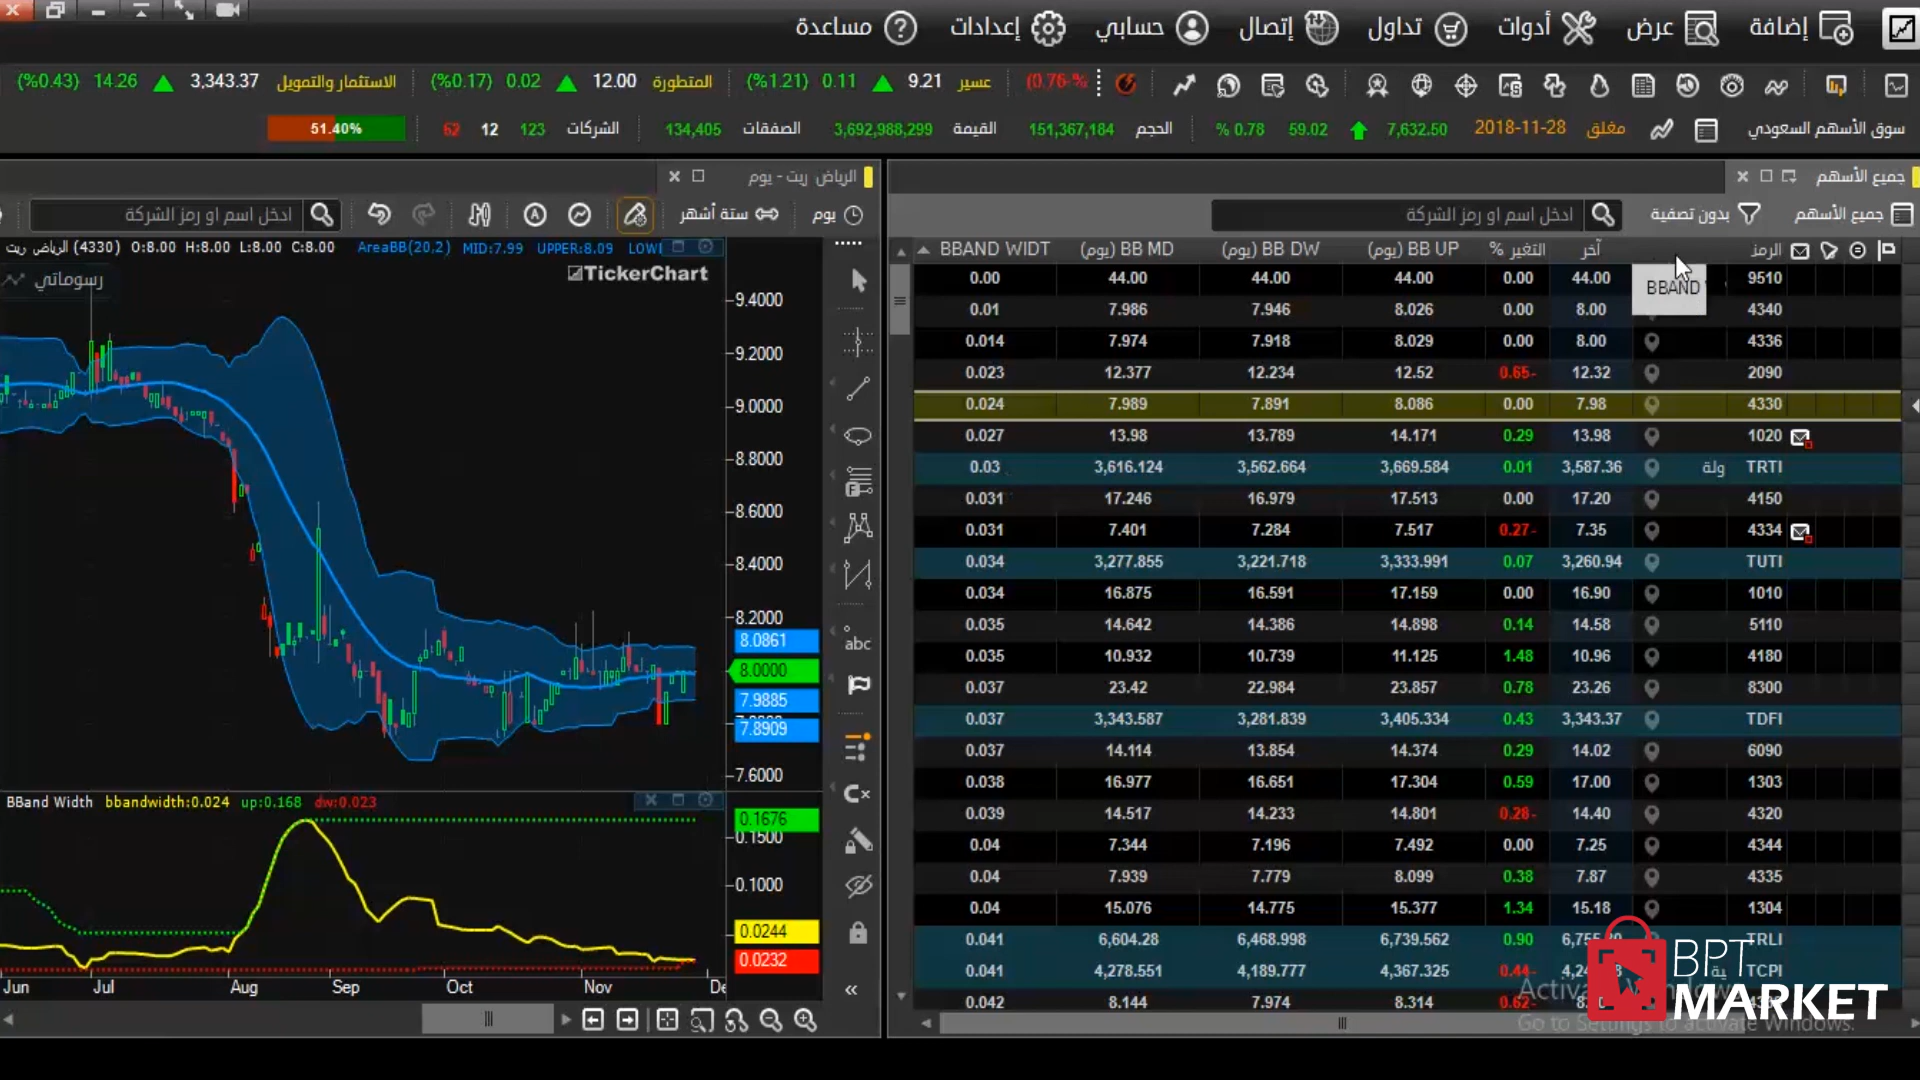 إضافة عرض أدوات تداول إتصال حسابي إعدادات مساعدة
(%0.43) 14.26 3,343.37 الاستثمار والتمويل (%0.17) 0.02 12.00 المتطورة (%1.21) 0.11 9.21 عسير (0.76-%
سوق الأسهم السعودي مغلق 2018-11-28 7,632.50 59.02 % 0.78 الحجم 151,367,184 القيمة 3,692,988,299 الصفقات 134,405 الشركات 123 12 62 51.40%
الرياض ريت - يوم
ادخل اسم او رمز الشركة ستة أشهر يوم
الرياض ريت (4330) O:8.00 H:8.00 L:8.00 C:8.00 AreaBB(20,2) MID:7.99 UPPER:8.09 LOWI
رسوماتي TickerChart
9.4000
9.2000
9.0000
8.8000
8.6000
8.4000
8.2000
8.0861
8.0000
7.9885
7.8909
7.6000
abc
BBand Width bbandwidth:0.024 up:0.168 dw:0.023
0.1676
0.1500
0.1000
0.0244
0.0232
Jun Jul Aug Sep Oct Nov De
جميع الأسهم
جميع الأسهم بدون تصفية ادخل اسم او رمز الشركة
BBAND WIDT (يوم) BB MD (يوم) BB DW (يوم) BB UP التغير % آخر الرمز
BBAND
0.00 44.00 44.00 44.00 0.00 44.00 9510
0.01 7.986 7.946 8.026 0.00 8.00 4340
0.014 7.974 7.918 8.029 0.00 8.00 4336
0.023 12.377 12.234 12.52 0.65- 12.32 2090
0.024 7.989 7.891 8.086 0.00 7.98 4330
0.027 13.98 13.789 14.171 0.29 13.98 1020
0.03 3,616.124 3,562.664 3,669.584 0.01 3,587.36 ولة TRTI
0.031 17.246 16.979 17.513 0.00 17.20 4150
0.031 7.401 7.284 7.517 0.27- 7.35 4334
0.034 3,277.855 3,221.718 3,333.991 0.07 3,260.94 TUTI
0.034 16.875 16.591 17.159 0.00 16.90 1010
0.035 14.642 14.386 14.898 0.14 14.58 5110
0.035 10.932 10.739 11.125 1.48 10.96 4180
0.037 23.42 22.984 23.857 0.78 23.26 8300
0.037 3,343.587 3,281.839 3,405.334 0.43 3,343.37 TDFI
0.037 14.114 13.854 14.374 0.29 14.02 6090
0.038 16.977 16.651 17.304 0.59 17.00 1303
0.039 14.517 14.233 14.801 0.28- 14.40 4320
0.04 7.344 7.196 7.492 0.00 7.25 4344
0.04 7.939 7.779 8.099 0.38 7.87 4335
0.04 15.076 14.775 15.377 1.34 15.18 1304
0.041 6,604.28 6,468.998 6,739.562 0.90 TRLI
0.041 4,278.551 4,189.777 4,367.325 0.44- ية TCPI
0.042 8.144 7.974 8.314 0.62-
BPT
MARKET
Go to Settings to activate Windows.